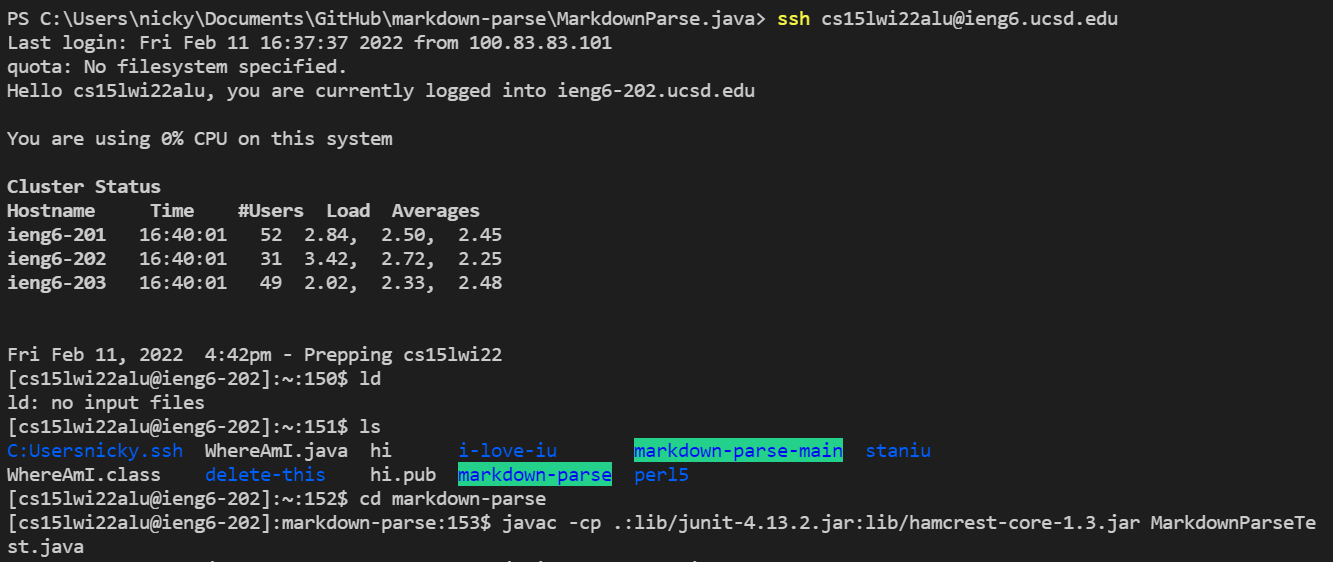 PS C:\Users\nicky\Documents\GitHub\markdown-parse\MarkdownParse.java> ssh cs15lwi22alu@ieng6.ucsd.edu
Last login: Fri Feb 11 16:37:37 2022 from 100.83.83.101
quota: No filesystem specified.
Hello cs15lwi22alu, you are currently logged into ieng6-202.ucsd.edu
You are using 0% CPU on this system
Cluster Status
Hostname     Time    #Users  Load  Averages
ieng6-201   16:40:01   52  2.84,  2.50,  2.45
ieng6-202   16:40:01   31  3.42,  2.72,  2.25
ieng6-203   16:40:01   49  2.02,  2.33,  2.48
Fri Feb 11, 2022  4:42pm - Prepping cs15lwi22
[cs15lwi22alu@ieng6-202]:~:150$ ld
ld: no input files
[cs15lwi22alu@ieng6-202]:~:151$ ls
C:Usersnicky.ssh  WhereAmI.java  hi      i-love-iu       markdown-parse-main  staniu
WhereAmI.class    delete-this    hi.pub  markdown-parse  perl5
[cs15lwi22alu@ieng6-202]:~:152$ cd markdown-parse
[cs15lwi22alu@ieng6-202]:markdown-parse:153$ javac -cp .:lib/junit-4.13.2.jar:lib/hamcrest-core-1.3.jar MarkdownParseTe
st.java